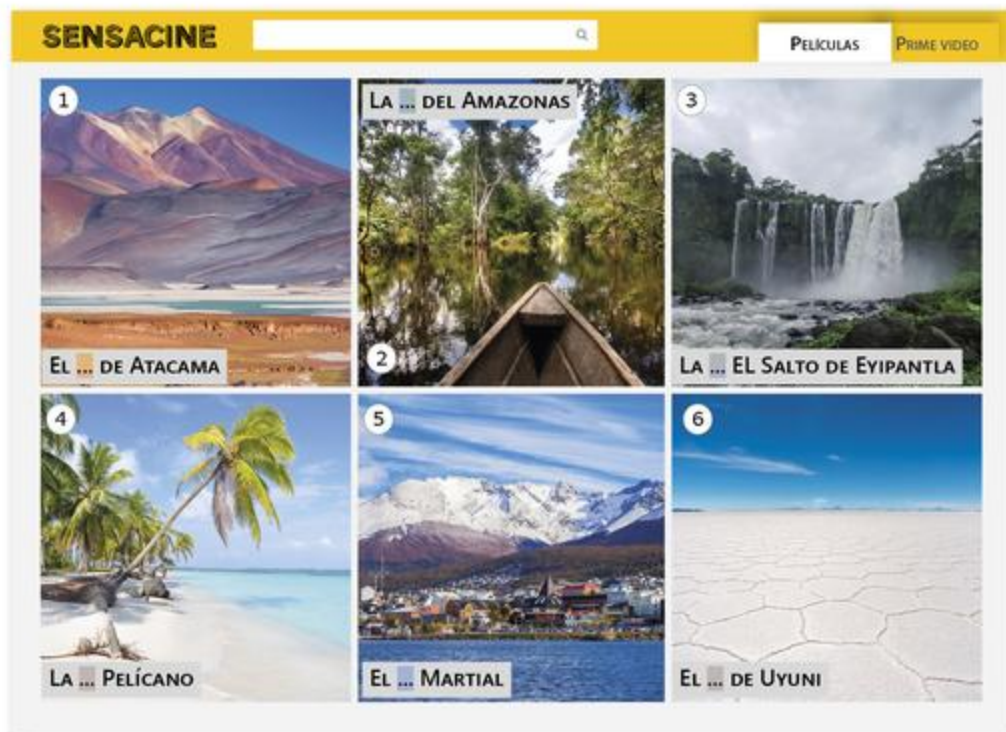 SENSACINE
PELÍCULAS
PRIME VIDEO
1
EL ... DE ATACAMA
LA ... DEL AMAZONAS
2
3
LA ... EL SALTO DE EYIPANTLA
4
LA ... PELÍCANO
5
EL ... MARTIAL
6
EL ... DE UYUNI